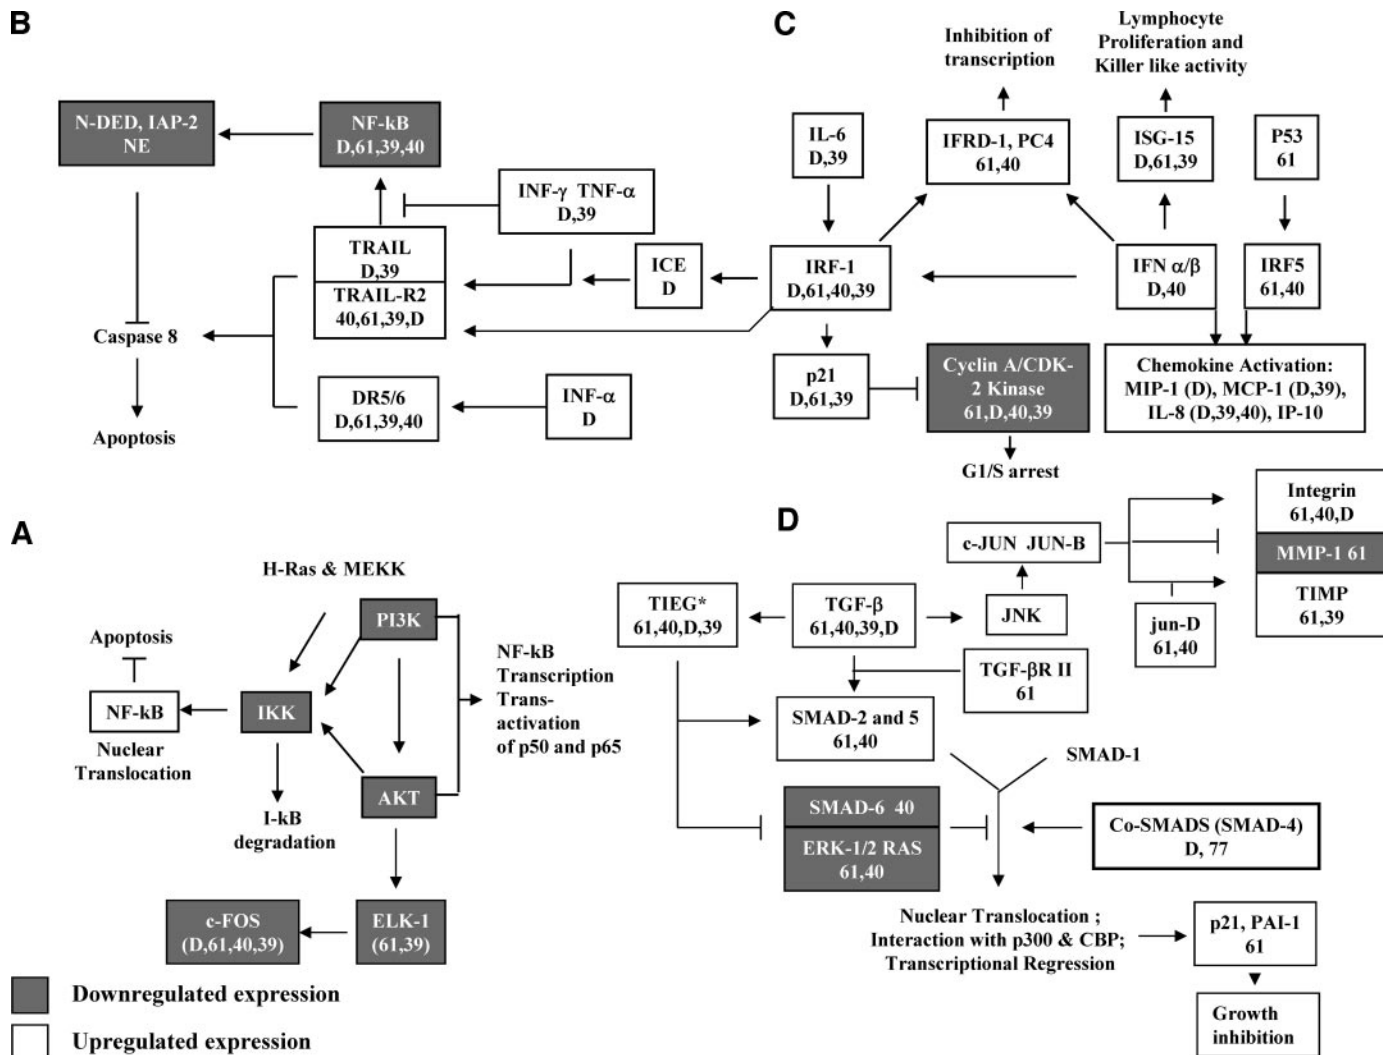 B
N-DED, IAP-2
NE
NF-kB
D,61,39,40
INF-γ TNF-α
D,39
TRAIL
D,39
TRAIL-R2
40,61,39,D
ICE
D
Caspase 8
DR5/6
D,61,39,40
INF-α
D
Apoptosis
C
Inhibition of
transcription
Lymphocyte
Proliferation and
Killer like activity
IL-6
D,39
IFRD-1, PC4
61,40
ISG-15
D,61,39
P53
61
IRF-1
D,61,40,39
IFN α/β
D,40
IRF5
61,40
p21
D,61,39
Cyclin A/CDK-
2 Kinase
61,D,40,39
Chemokine Activation:
MIP-1 (D), MCP-1 (D,39),
IL-8 (D,39,40), IP-10
G1/S arrest
A
H-Ras & MEKK
PI3K
Apoptosis
NF-kB
IKK
NF-kB
Transcription
Trans-
activation
of p50 and p65
Nuclear
Translocation
AKT
I-kB
degradation
c-FOS
(D,61,40,39)
ELK-1
(61,39)
Downregulated expression
Upregulated expression
D
c-JUN JUN-B
Integrin
61,40,D
MMP-1 61
TIMP
61,39
TIEG*
61,40,D,39
TGF-β
61,40,39,D
JNK
jun-D
61,40
TGF-βR II
61
SMAD-2 and 5
61,40
SMAD-1
SMAD-6 40
ERK-1/2 RAS
61,40
Co-SMADS (SMAD-4)
D, 77
Nuclear Translocation ;
Interaction with p300 & CBP;
Transcriptional Regression
p21, PAI-1
61
Growth
inhibition